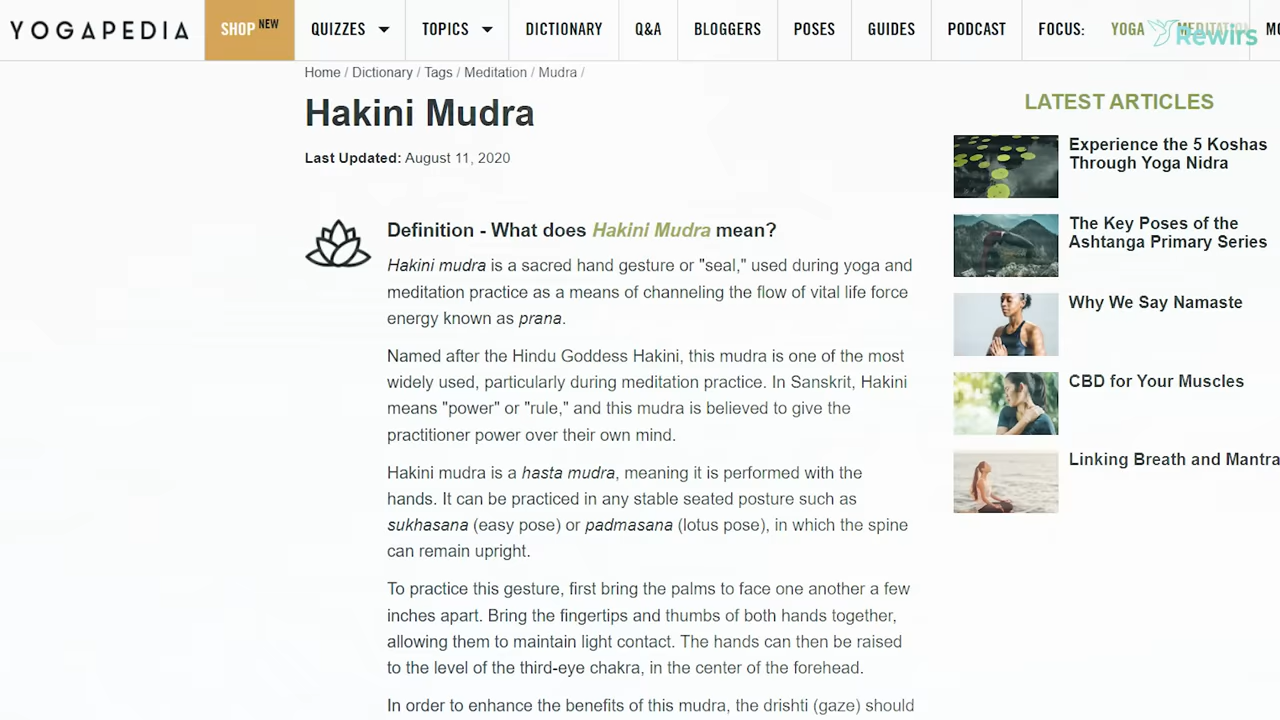 YOGAPEDIA
SHOP NEW
QUIZZES
TOPICS
DICTIONARY
Q&A
BLOGGERS
POSES
GUIDES
PODCAST
FOCUS:
YOGA
MEDITATION
Rewirs
Home / Dictionary / Tags / Meditation / Mudra /
Hakini Mudra
Last Updated: August 11, 2020
Definition - What does Hakini Mudra mean?
Hakini mudra is a sacred hand gesture or "seal," used during yoga and
meditation practice as a means of channeling the flow of vital life force
energy known as prana.
Named after the Hindu Goddess Hakini, this mudra is one of the most
widely used, particularly during meditation practice. In Sanskrit, Hakini
means "power" or "rule," and this mudra is believed to give the
practitioner power over their own mind.
Hakini mudra is a hasta mudra, meaning it is performed with the
hands. It can be practiced in any stable seated posture such as
sukhasana (easy pose) or padmasana (lotus pose), in which the spine
can remain upright.
To practice this gesture, first bring the palms to face one another a few
inches apart. Bring the fingertips and thumbs of both hands together,
allowing them to maintain light contact. The hands can then be raised
to the level of the third-eye chakra, in the center of the forehead.
In order to enhance the benefits of this mudra, the drishti (gaze) should
LATEST ARTICLES
Experience the 5 Koshas
Through Yoga Nidra
The Key Poses of the
Ashtanga Primary Series
Why We Say Namaste
CBD for Your Muscles
Linking Breath and Mantra